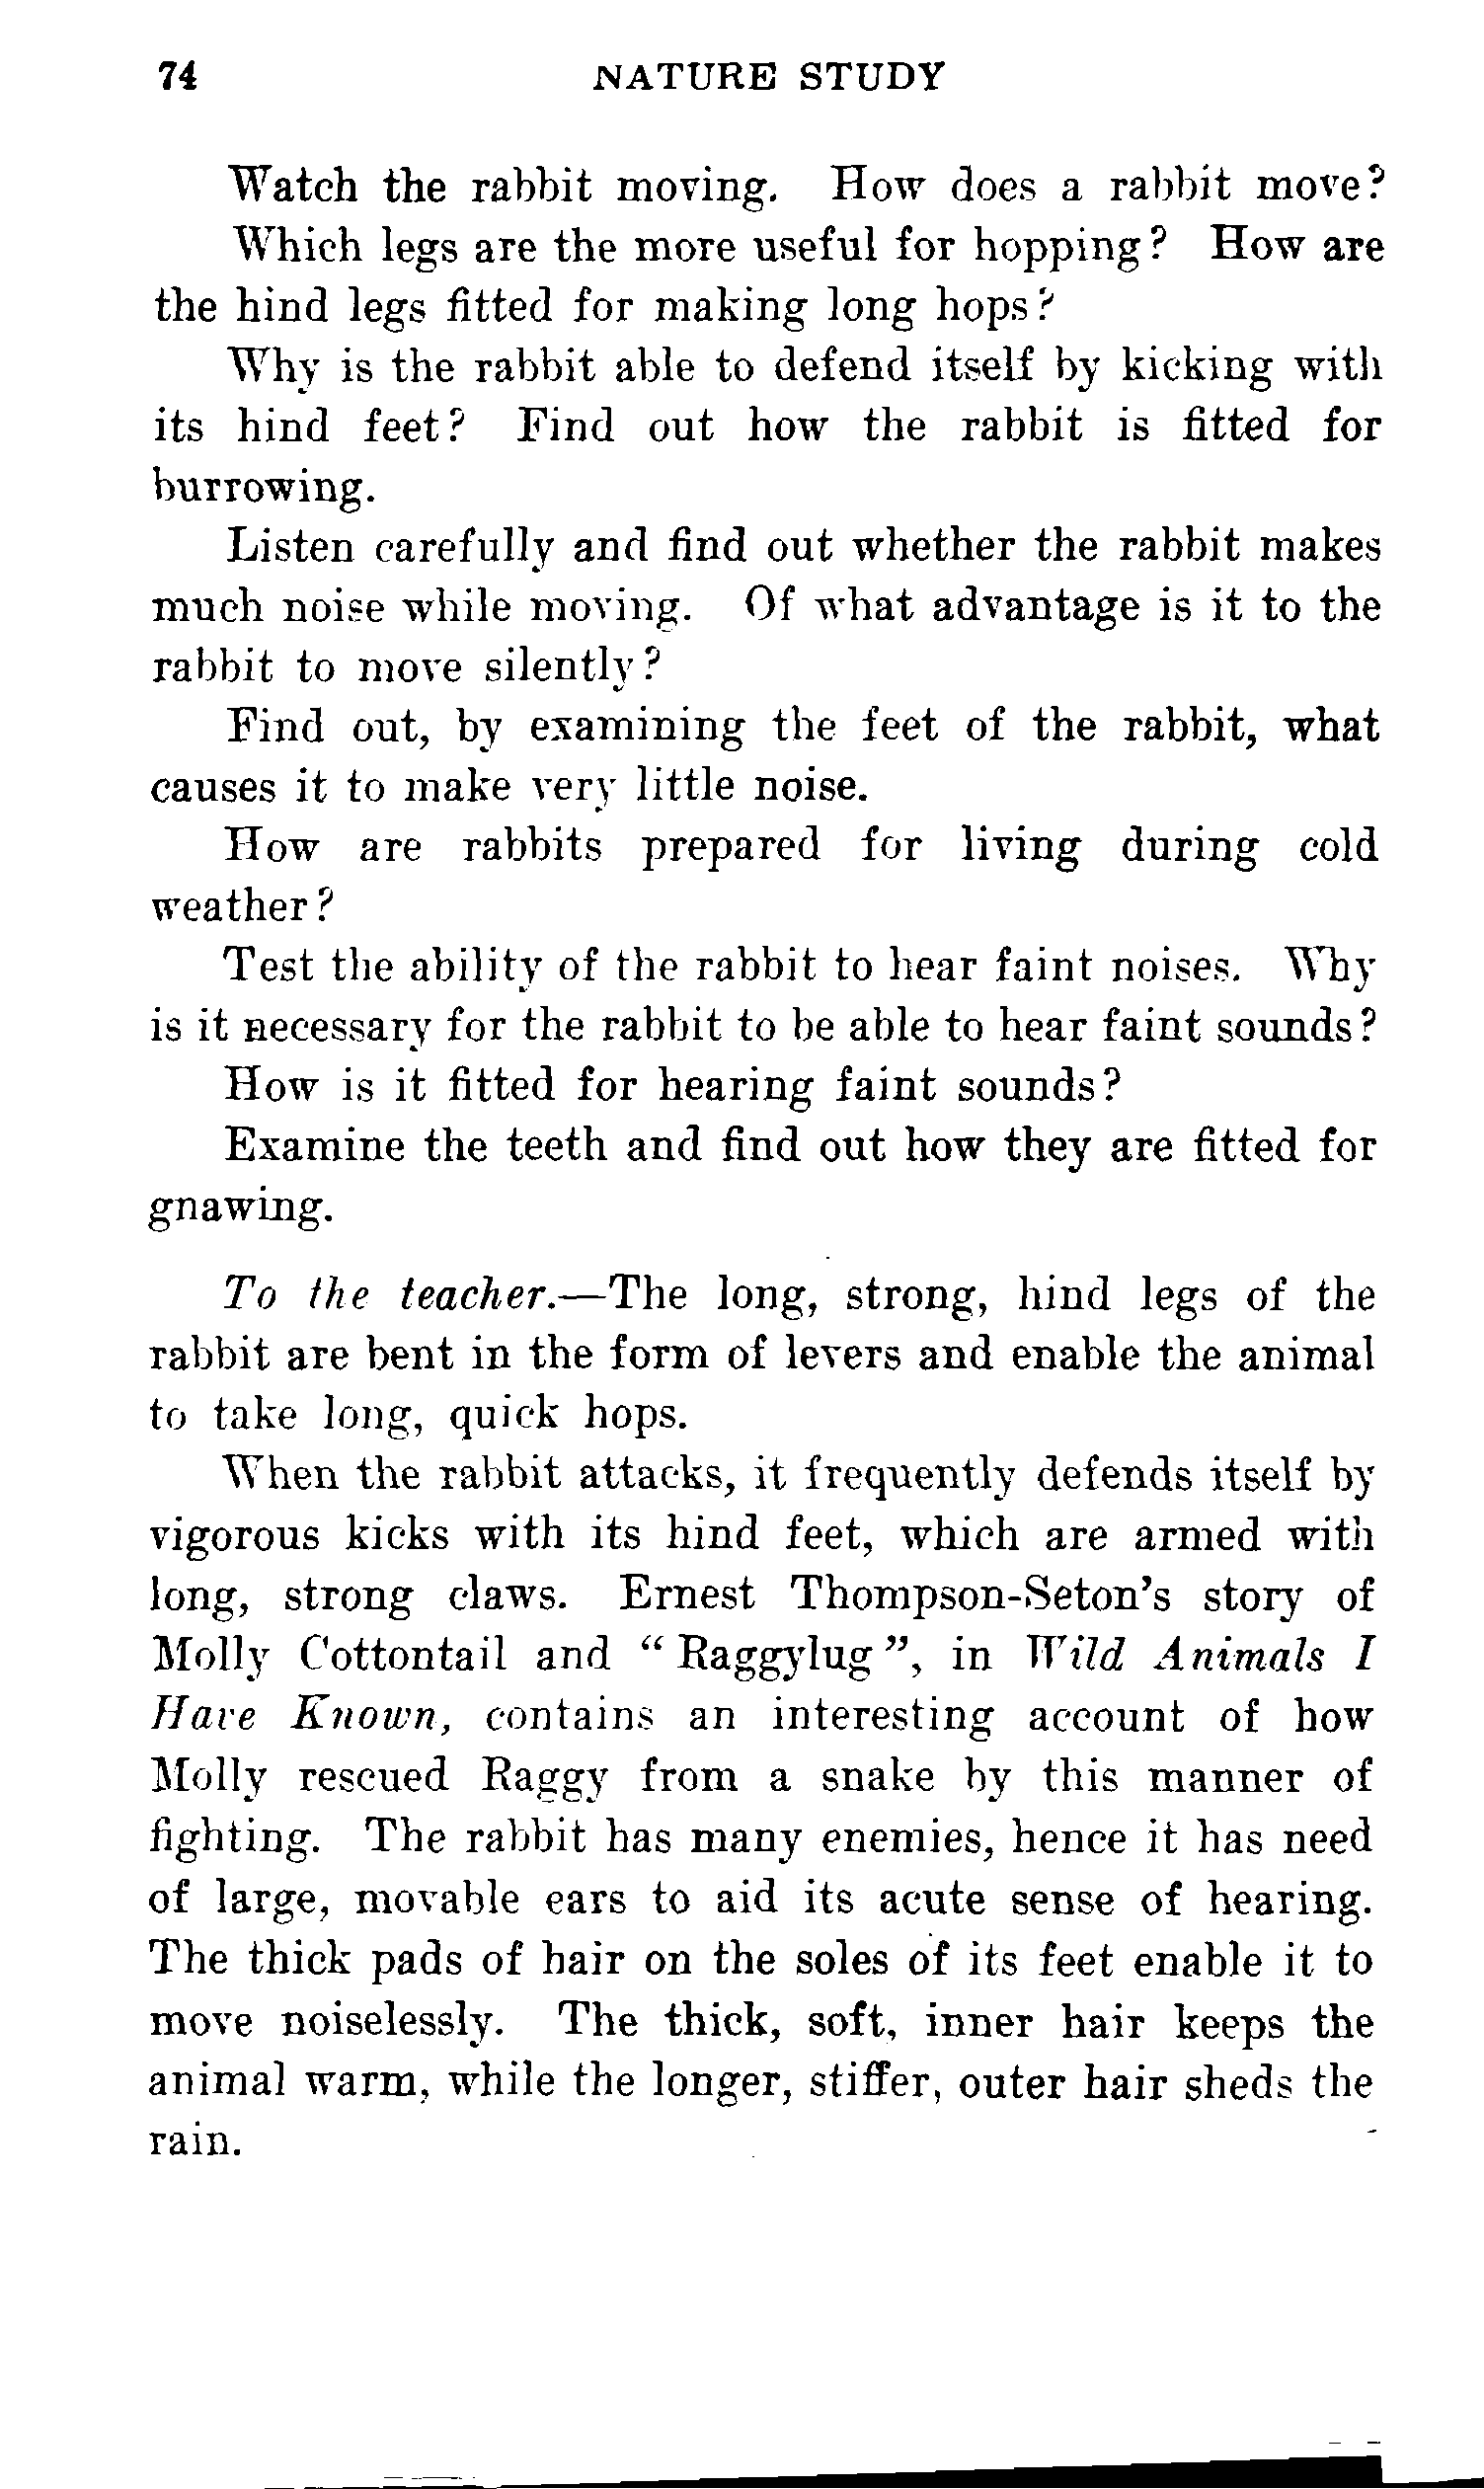 74 NATURE STUDY
Watch the rabbit moving. How does a rabbit move?
Which legs are the more useful for hopping? How are
the hind legs fitted for making long hops?
Why is the rabbit able to defend itself by kicking with
its hind feet? Find out how the rabbit is fitted for
burrowing.
Listen carefully and find out whether the rabbit makes
much noise while moving. Of what advantage is it to the
rabbit to move silently?
Find out, by examining the feet of the rabbit, what
causes it to make very little noise.
How are rabbits prepared for living during cold
weather?
Test the ability of the rabbit to hear faint noises. Why
is it necessary for the rabbit to be able to hear faint sounds?
How is it fitted for hearing faint sounds?
Examine the teeth and find out how they are fitted for
gnawing.
To the teacher.—The long, strong, hind legs of the
rabbit are bent in the form of levers and enable the animal
to take long, quick hops.
When the rabbit attacks, it frequently defends itself by
vigorous kicks with its hind feet, which are armed with
long, strong claws. Ernest Thompson-Seton's story of
Molly Cottontail and "Raggylug", in Wild Animals I
Have Known, contains an interesting account of how
Molly rescued Raggy from a snake by this manner of
fighting. The rabbit has many enemies, hence it has need
of large, movable ears to aid its acute sense of hearing.
The thick pads of hair on the soles of its feet enable it to
move noiselessly. The thick, soft, inner hair keeps the
animal warm, while the longer, stiffer, outer hair sheds the
rain.